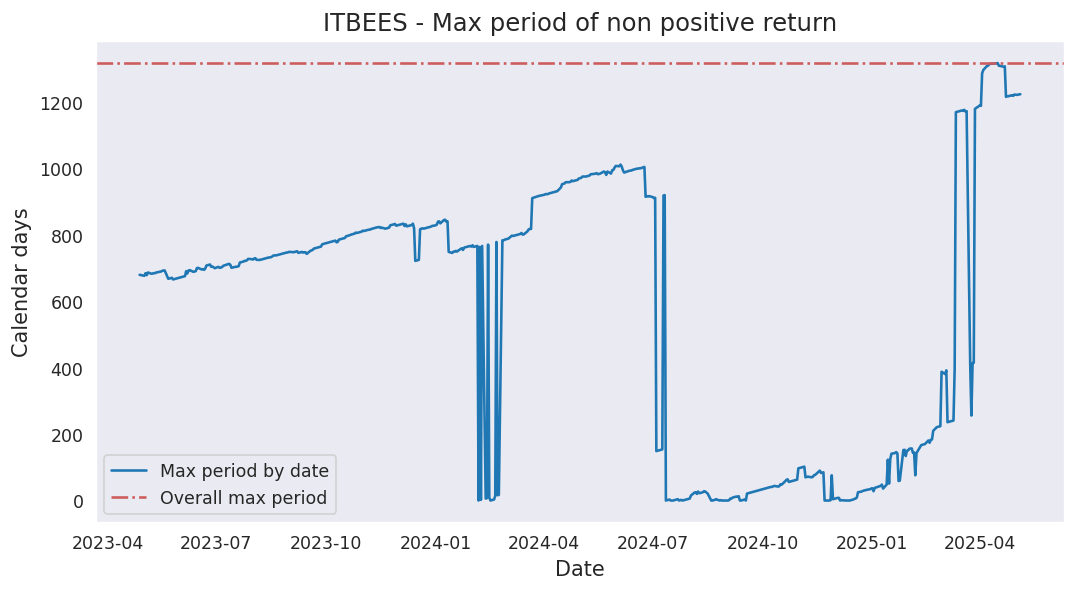 ITBEES - Max period of non positive return
Calendar days
1200
1000
800
600
400
200
0
Max period by date
Overall max period
2023-04 2023-07 2023-10 2024-01 2024-04 2024-07 2024-10 2025-01 2025-04
Date